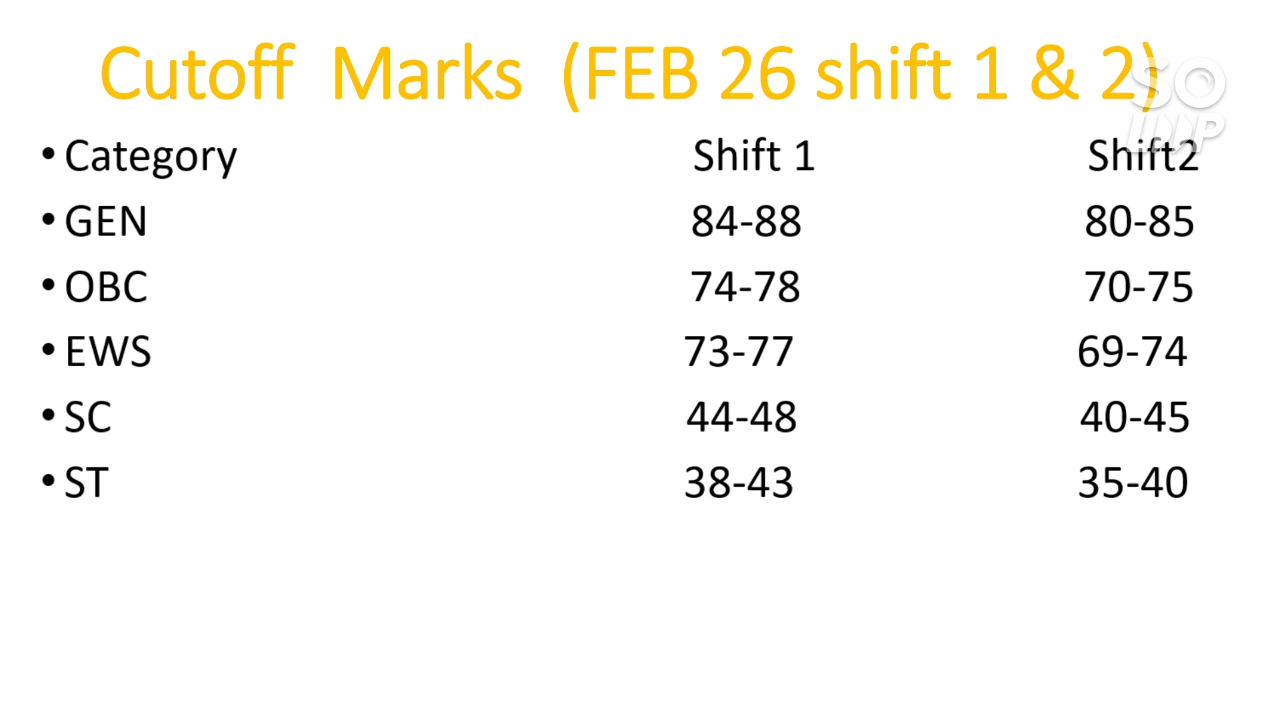 Cutoff Marks (FEB 26 shift 1 & 2)
• Category Shift 1 Shift2
• GEN 84-88 80-85
• OBC 74-78 70-75
• EWS 73-77 69-74
• SC 44-48 40-45
• ST 38-43 35-40
SO